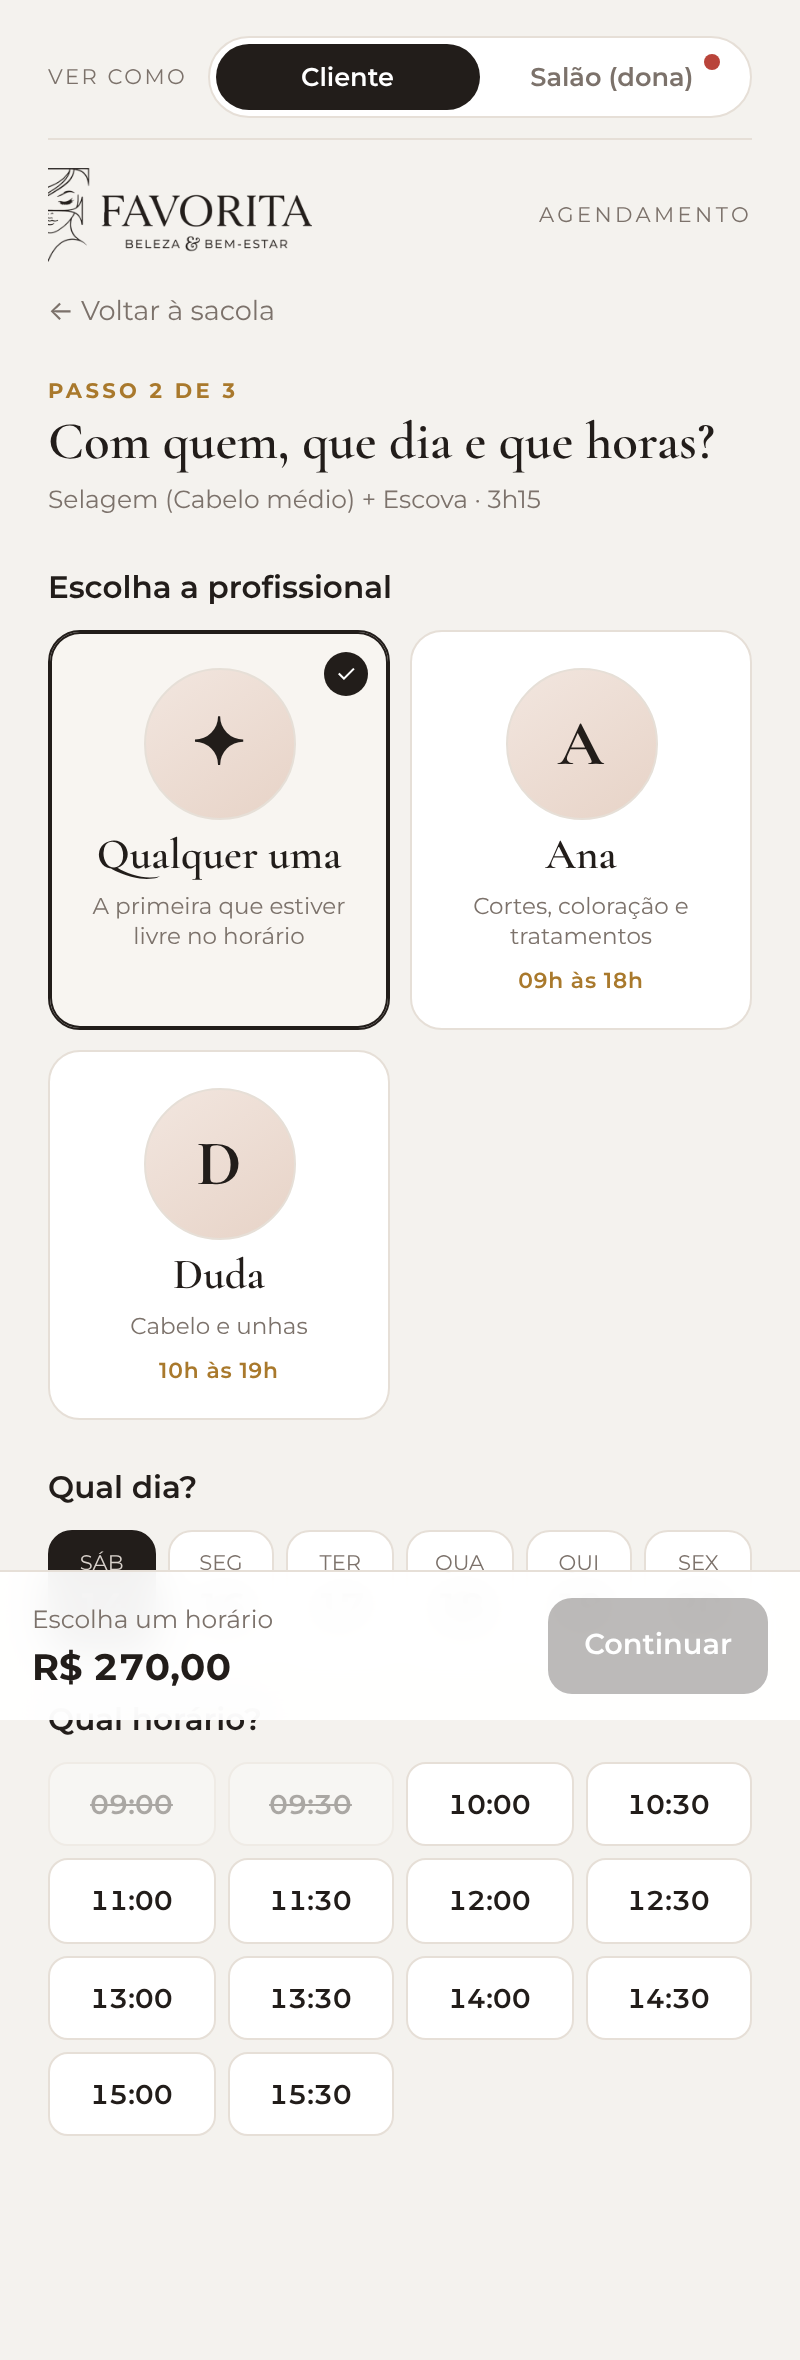 VER COMO
Cliente
Salão (dona)
FAVORITA
BELEZA & BEM-ESTAR
AGENDAMENTO
← Voltar à sacola
PASSO 2 DE 3
Com quem, que dia e que horas?
Selagem (Cabelo médio) + Escova · 3h15
Escolha a profissional
Qualquer uma
A primeira que estiver
livre no horário
A
Ana
Cortes, coloração e
tratamentos
09h às 18h
D
Duda
Cabelo e unhas
10h às 19h
Qual dia?
SÁB
SEG
TER
QUA
QUI
SEX
Escolha um horário
R$ 270,00
Continuar
Qual horário?
09:00
09:30
10:00
10:30
11:00
11:30
12:00
12:30
13:00
13:30
14:00
14:30
15:00
15:30